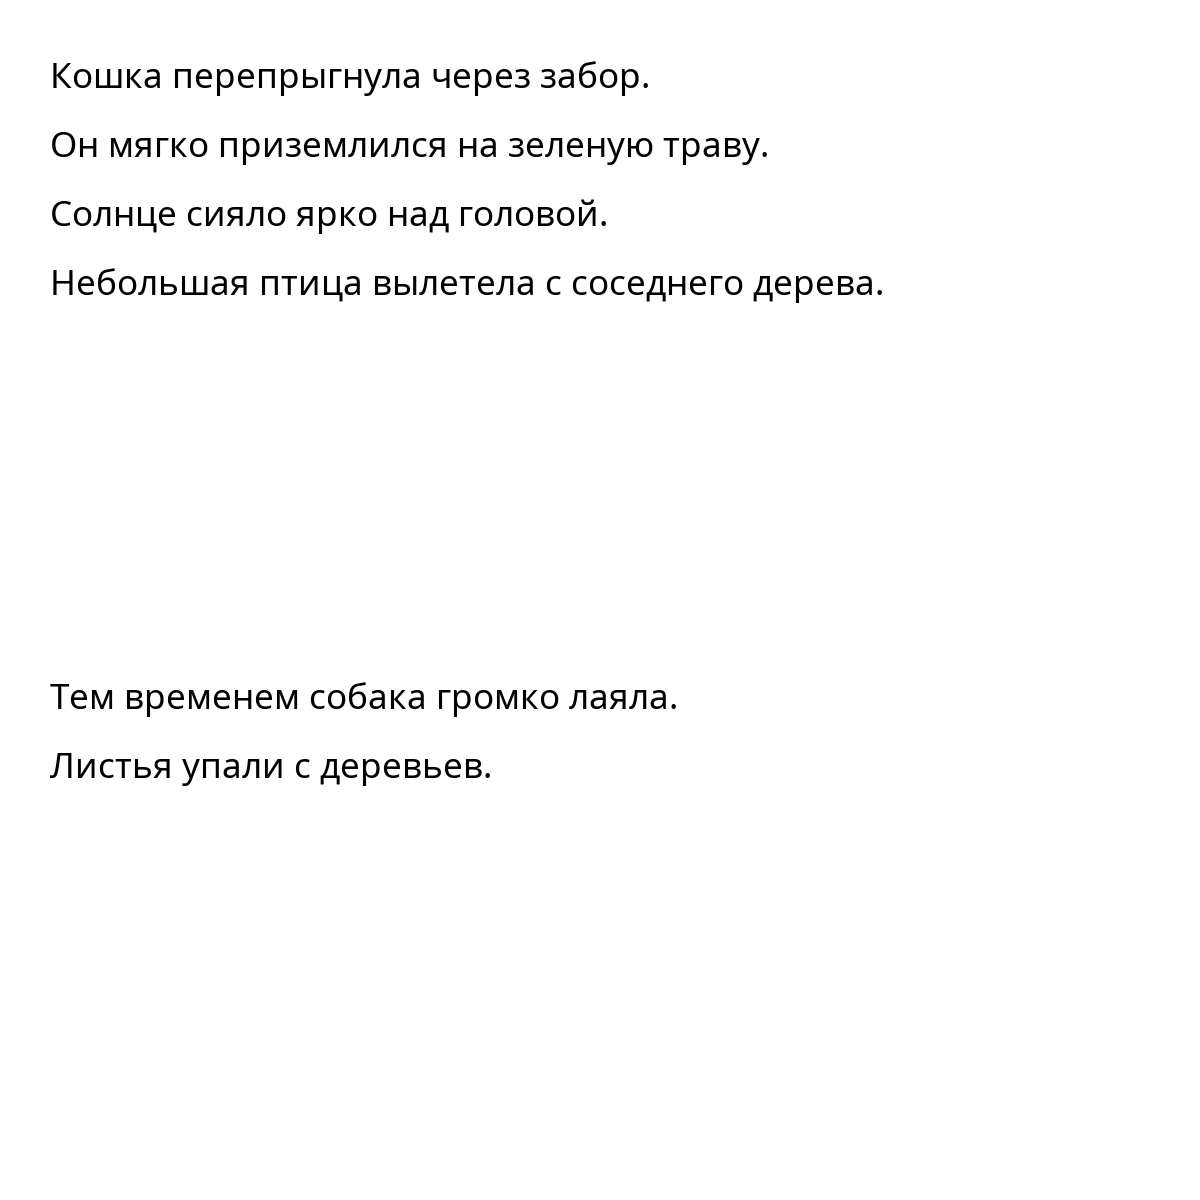 Кошка перепрыгнула через забор.
Он мягко приземлился на зеленую траву.
Солнце сияло ярко над головой.
Небольшая птица вылетела с соседнего дерева.
Тем временем собака громко лаяла.
Листья упали с деревьев.